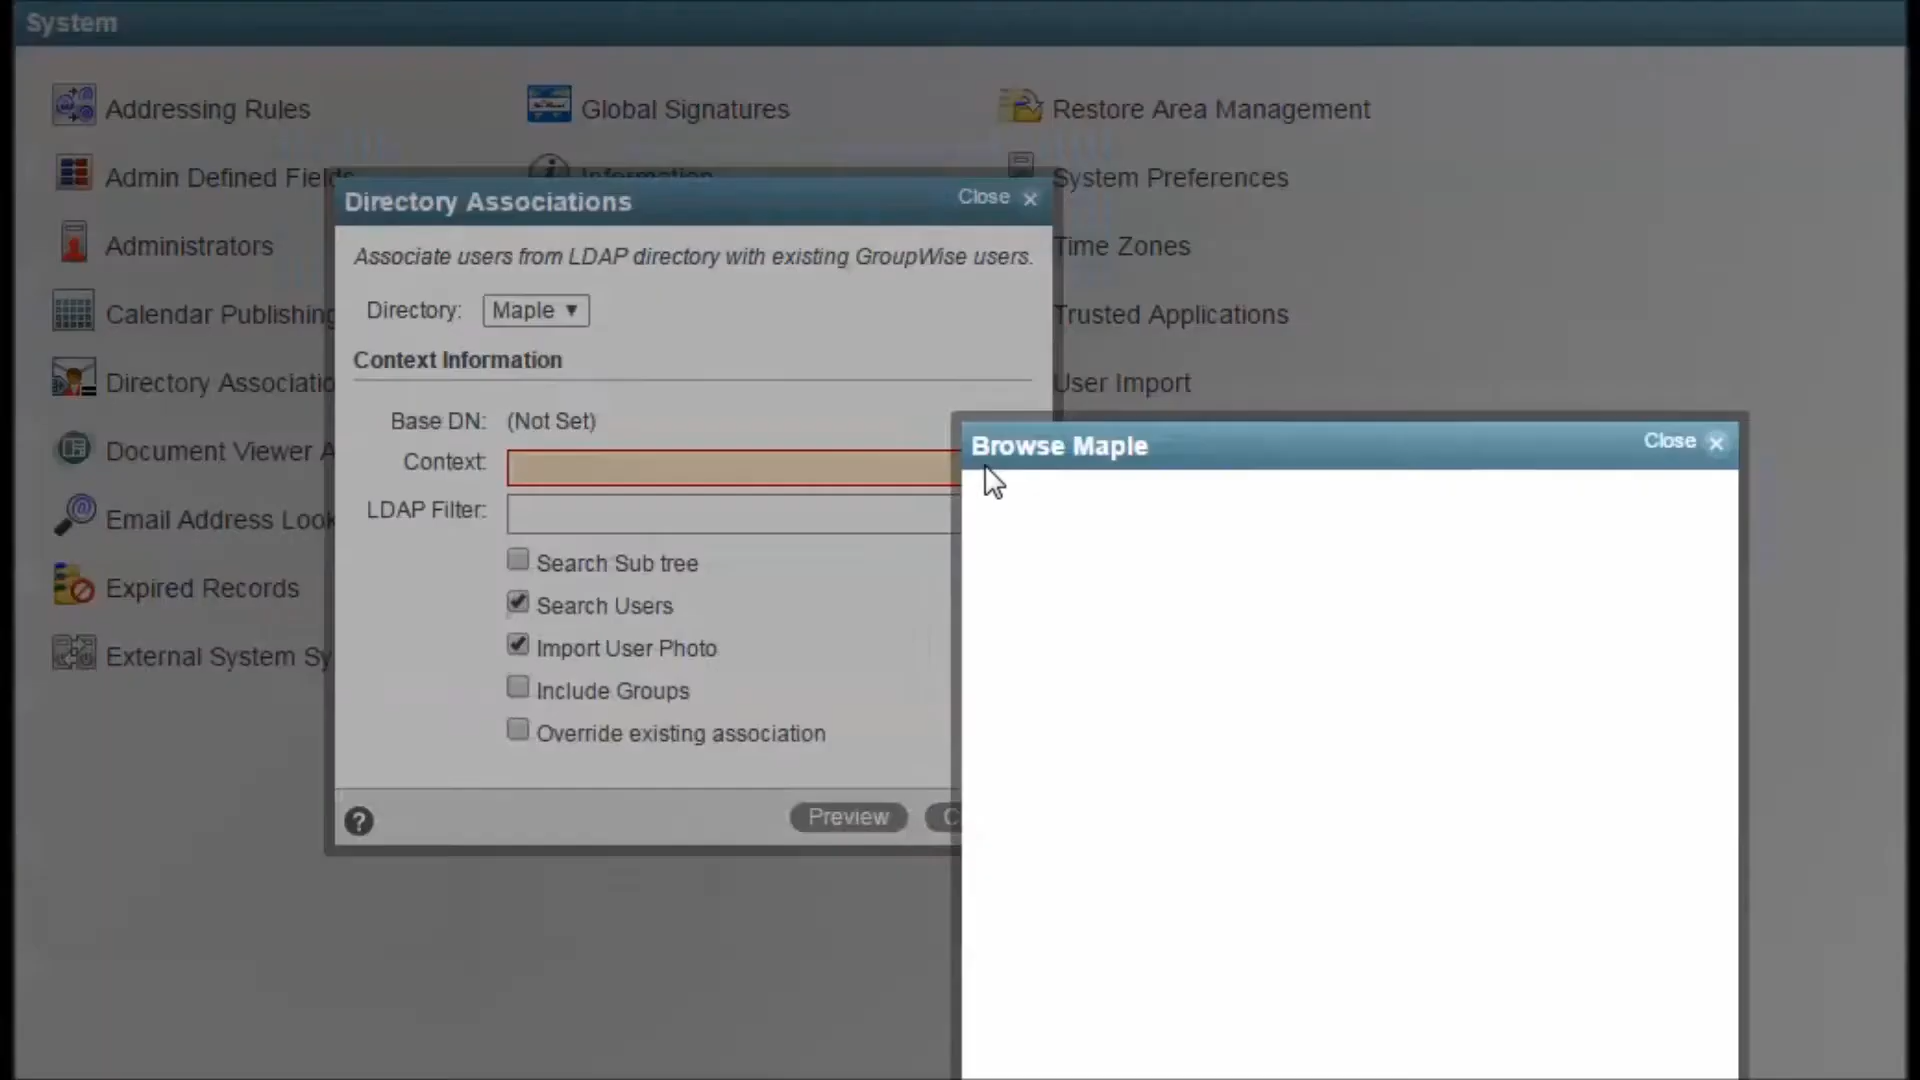 System
Addressing Rules
Global Signatures
Restore Area Management
Admin Defined Fields
Information
System Preferences
Directory Associations
Close ×
Administrators
Time Zones
Associate users from LDAP directory with existing GroupWise users.
Directory: Maple ▼
Calendar Publishing
Trusted Applications
Context Information
Directory Associatio
User Import
Base DN: (Not Set)
Browse Maple
Close ×
Document Viewer A
Context:
LDAP Filter:
Email Address Look
Search Sub tree
Expired Records
Search Users
Import User Photo
External System Sy
Include Groups
Override existing association
?
Preview
C